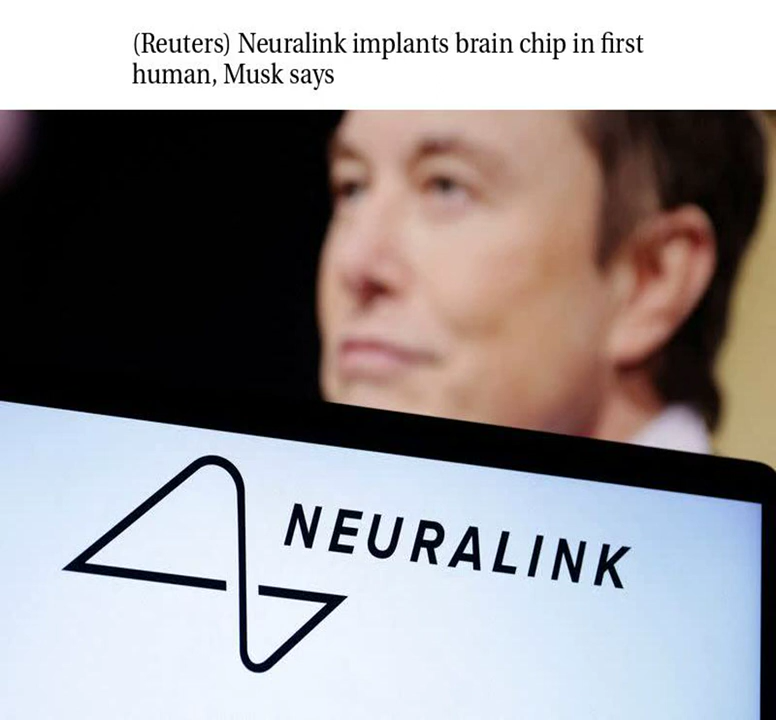 (Reuters) Neuralink implants brain chip in first
human, Musk says
NEURALINK